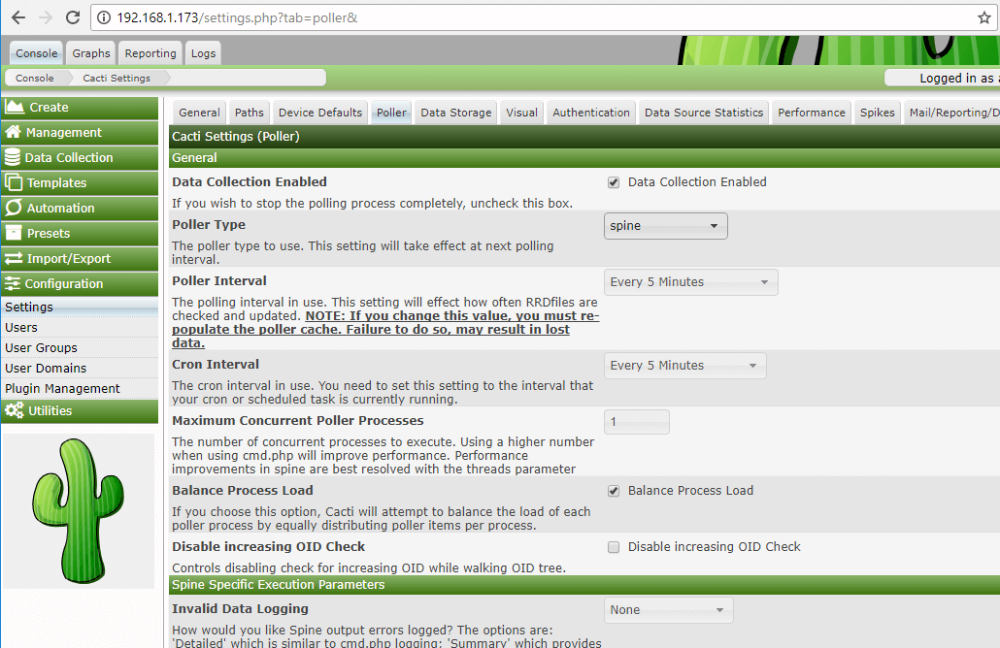 192.168.1.173/settings.php?tab=poller&
Console Graphs Reporting Logs
Console Cacti Settings Logged in as
Create
Management
Data Collection
Templates
Automation
Presets
Import/Export
Configuration
Settings
Users
User Groups
User Domains
Plugin Management
Utilities
General Paths Device Defaults Poller Data Storage Visual Authentication Data Source Statistics Performance Spikes Mail/Reporting/D
Cacti Settings (Poller)
General
Data Collection Enabled
Data Collection Enabled
If you wish to stop the polling process completely, uncheck this box.
Poller Type
spine
The poller type to use. This setting will take effect at next polling
interval.
Poller Interval
Every 5 Minutes
The polling interval in use. This setting will effect how often RRDfiles are
checked and updated. NOTE: If you change this value, you must re-
populate the poller cache. Failure to do so, may result in lost
data.
Cron Interval
Every 5 Minutes
The cron interval in use. You need to set this setting to the interval that
your cron or scheduled task is currently running.
Maximum Concurrent Poller Processes
1
The number of concurrent processes to execute. Using a higher number
when using cmd.php will improve performance. Performance
improvements in spine are best resolved with the threads parameter
Balance Process Load
Balance Process Load
If you choose this option, Cacti will attempt to balance the load of each
poller process by equally distributing poller items per process.
Disable increasing OID Check
Disable increasing OID Check
Controls disabling check for increasing OID while walking OID tree.
Spine Specific Execution Parameters
Invalid Data Logging
None
How would you like Spine output errors logged? The options are:
'Detailed' which is similar to cmd.php logging; 'Summary' which provides